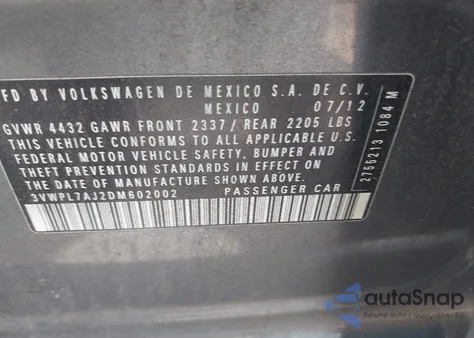 FD BY VOLKSWAGEN DE MEXICO S.A. DE C.V.
MEXICO 07/12
GVWR 4432 GAWR FRONT 2337/ REAR 2205 LBS
THIS VEHICLE CONFORMS TO ALL APPLICABLE U.S.
FEDERAL MOTOR VEHICLE SAFETY, BUMPER AND
THEFT PREVENTION STANDARDS IN EFFECT ON
THE DATE OF MANUFACTURE SHOWN ABOVE.
3VWPL7AJ2DM602002 PASSENGER CAR
2755213 1084 M
autoSnap